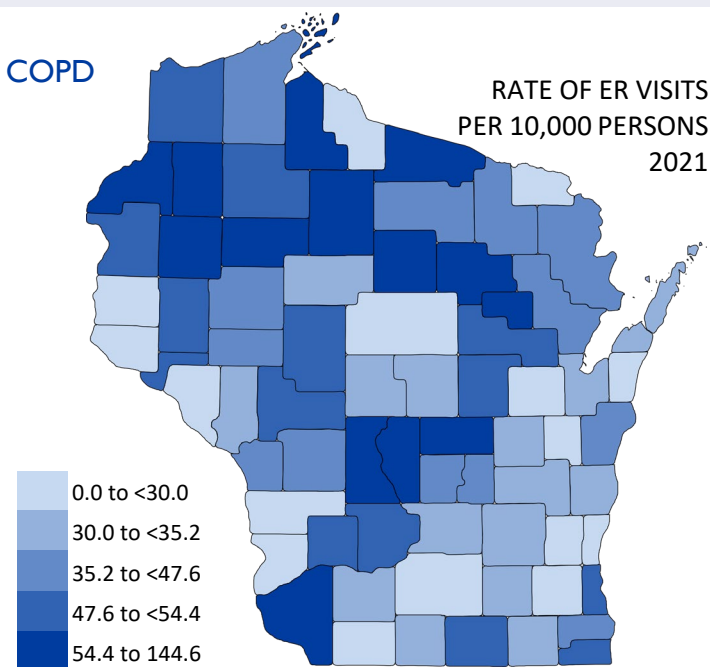 COPD
RATE OF ER VISITS
PER 10,000 PERSONS
2021
0.0 to <30.0
30.0 to <35.2
35.2 to <47.6
47.6 to <54.4
54.4 to 144.6